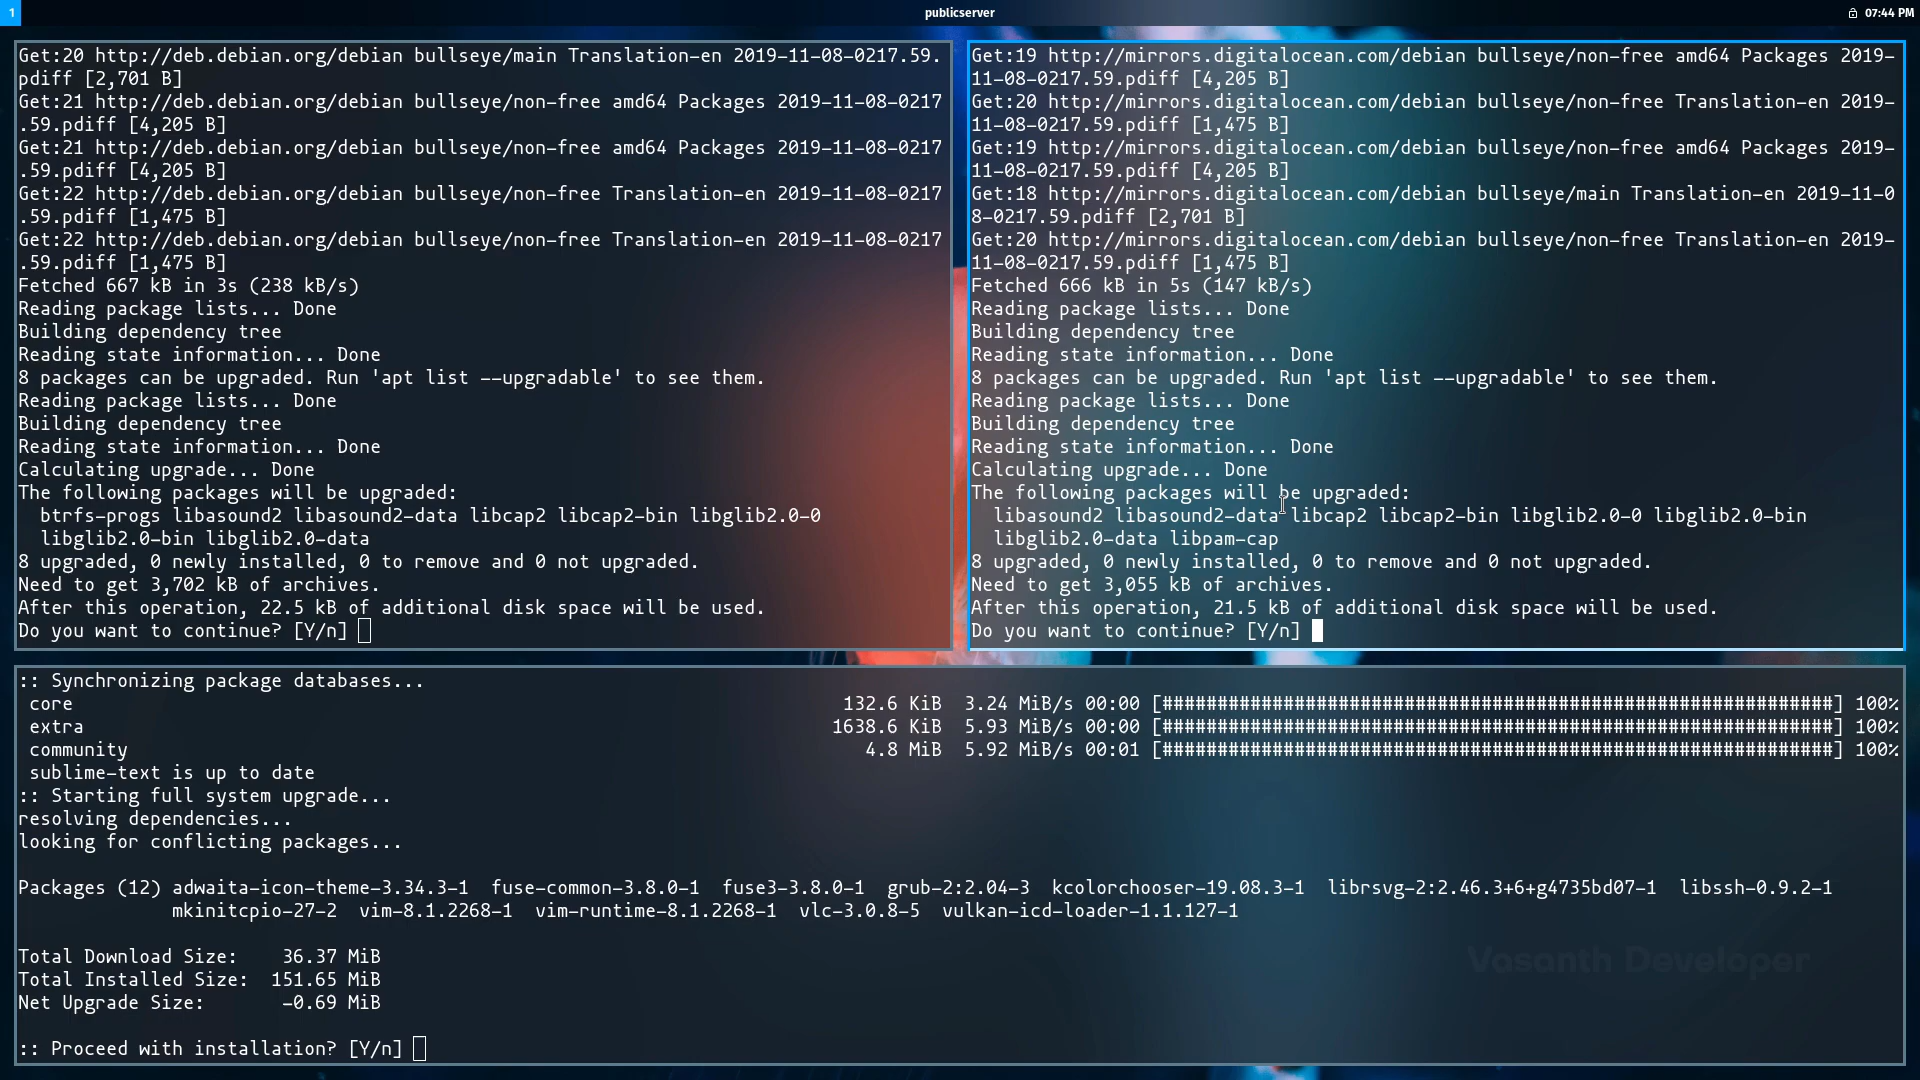 1
publicserver
07:44 PM
Get:20 http://deb.debian.org/debian bullseye/main Translation-en 2019-11-08-0217.59.
pdiff [2,701 B]
Get:21 http://deb.debian.org/debian bullseye/non-free amd64 Packages 2019-11-08-0217
.59.pdiff [4,205 B]
Get:21 http://deb.debian.org/debian bullseye/non-free amd64 Packages 2019-11-08-0217
.59.pdiff [4,205 B]
Get:22 http://deb.debian.org/debian bullseye/non-free Translation-en 2019-11-08-0217
.59.pdiff [1,475 B]
Get:22 http://deb.debian.org/debian bullseye/non-free Translation-en 2019-11-08-0217
.59.pdiff [1,475 B]
Fetched 667 kB in 3s (238 kB/s)
Reading package lists... Done
Building dependency tree
Reading state information... Done
8 packages can be upgraded. Run 'apt list --upgradable' to see them.
Reading package lists... Done
Building dependency tree
Reading state information... Done
Calculating upgrade... Done
The following packages will be upgraded:
  btrfs-progs libasound2 libasound2-data libcap2 libcap2-bin libglib2.0-0
  libglib2.0-bin libglib2.0-data
8 upgraded, 0 newly installed, 0 to remove and 0 not upgraded.
Need to get 3,702 kB of archives.
After this operation, 22.5 kB of additional disk space will be used.
Do you want to continue? [Y/n]
Get:19 http://mirrors.digitalocean.com/debian bullseye/non-free amd64 Packages 2019-
11-08-0217.59.pdiff [4,205 B]
Get:20 http://mirrors.digitalocean.com/debian bullseye/non-free Translation-en 2019-
11-08-0217.59.pdiff [1,475 B]
Get:19 http://mirrors.digitalocean.com/debian bullseye/non-free amd64 Packages 2019-
11-08-0217.59.pdiff [4,205 B]
Get:18 http://mirrors.digitalocean.com/debian bullseye/main Translation-en 2019-11-0
8-0217.59.pdiff [2,701 B]
Get:20 http://mirrors.digitalocean.com/debian bullseye/non-free Translation-en 2019-
11-08-0217.59.pdiff [1,475 B]
Fetched 666 kB in 5s (147 kB/s)
Reading package lists... Done
Building dependency tree
Reading state information... Done
8 packages can be upgraded. Run 'apt list --upgradable' to see them.
Reading package lists... Done
Building dependency tree
Reading state information... Done
Calculating upgrade... Done
The following packages will be upgraded:
  libasound2 libasound2-data libcap2 libcap2-bin libglib2.0-0 libglib2.0-bin
  libglib2.0-data libpam-cap
8 upgraded, 0 newly installed, 0 to remove and 0 not upgraded.
Need to get 3,055 kB of archives.
After this operation, 21.5 kB of additional disk space will be used.
Do you want to continue? [Y/n]
:: Synchronizing package databases...
 core 132.6 KiB 3.24 MiB/s 00:00 [#############################################################] 100%
 extra 1638.6 KiB 5.93 MiB/s 00:00 [#############################################################] 100%
 community 4.8 MiB 5.92 MiB/s 00:01 [#############################################################] 100%
 sublime-text is up to date
:: Starting full system upgrade...
resolving dependencies...
looking for conflicting packages...
Packages (12) adwaita-icon-theme-3.34.3-1 fuse-common-3.8.0-1 fuse3-3.8.0-1 grub-2:2.04-3 kcolorchooser-19.08.3-1 librsvg-2:2.46.3+6+g4735bd07-1 libssh-0.9.2-1
mkinitcpio-27-2 vim-8.1.2268-1 vim-runtime-8.1.2268-1 vlc-3.0.8-5 vulkan-icd-loader-1.1.127-1
Total Download Size: 36.37 MiB
Total Installed Size: 151.65 MiB
Net Upgrade Size: -0.69 MiB
:: Proceed with installation? [Y/n]
Vasanth Developer